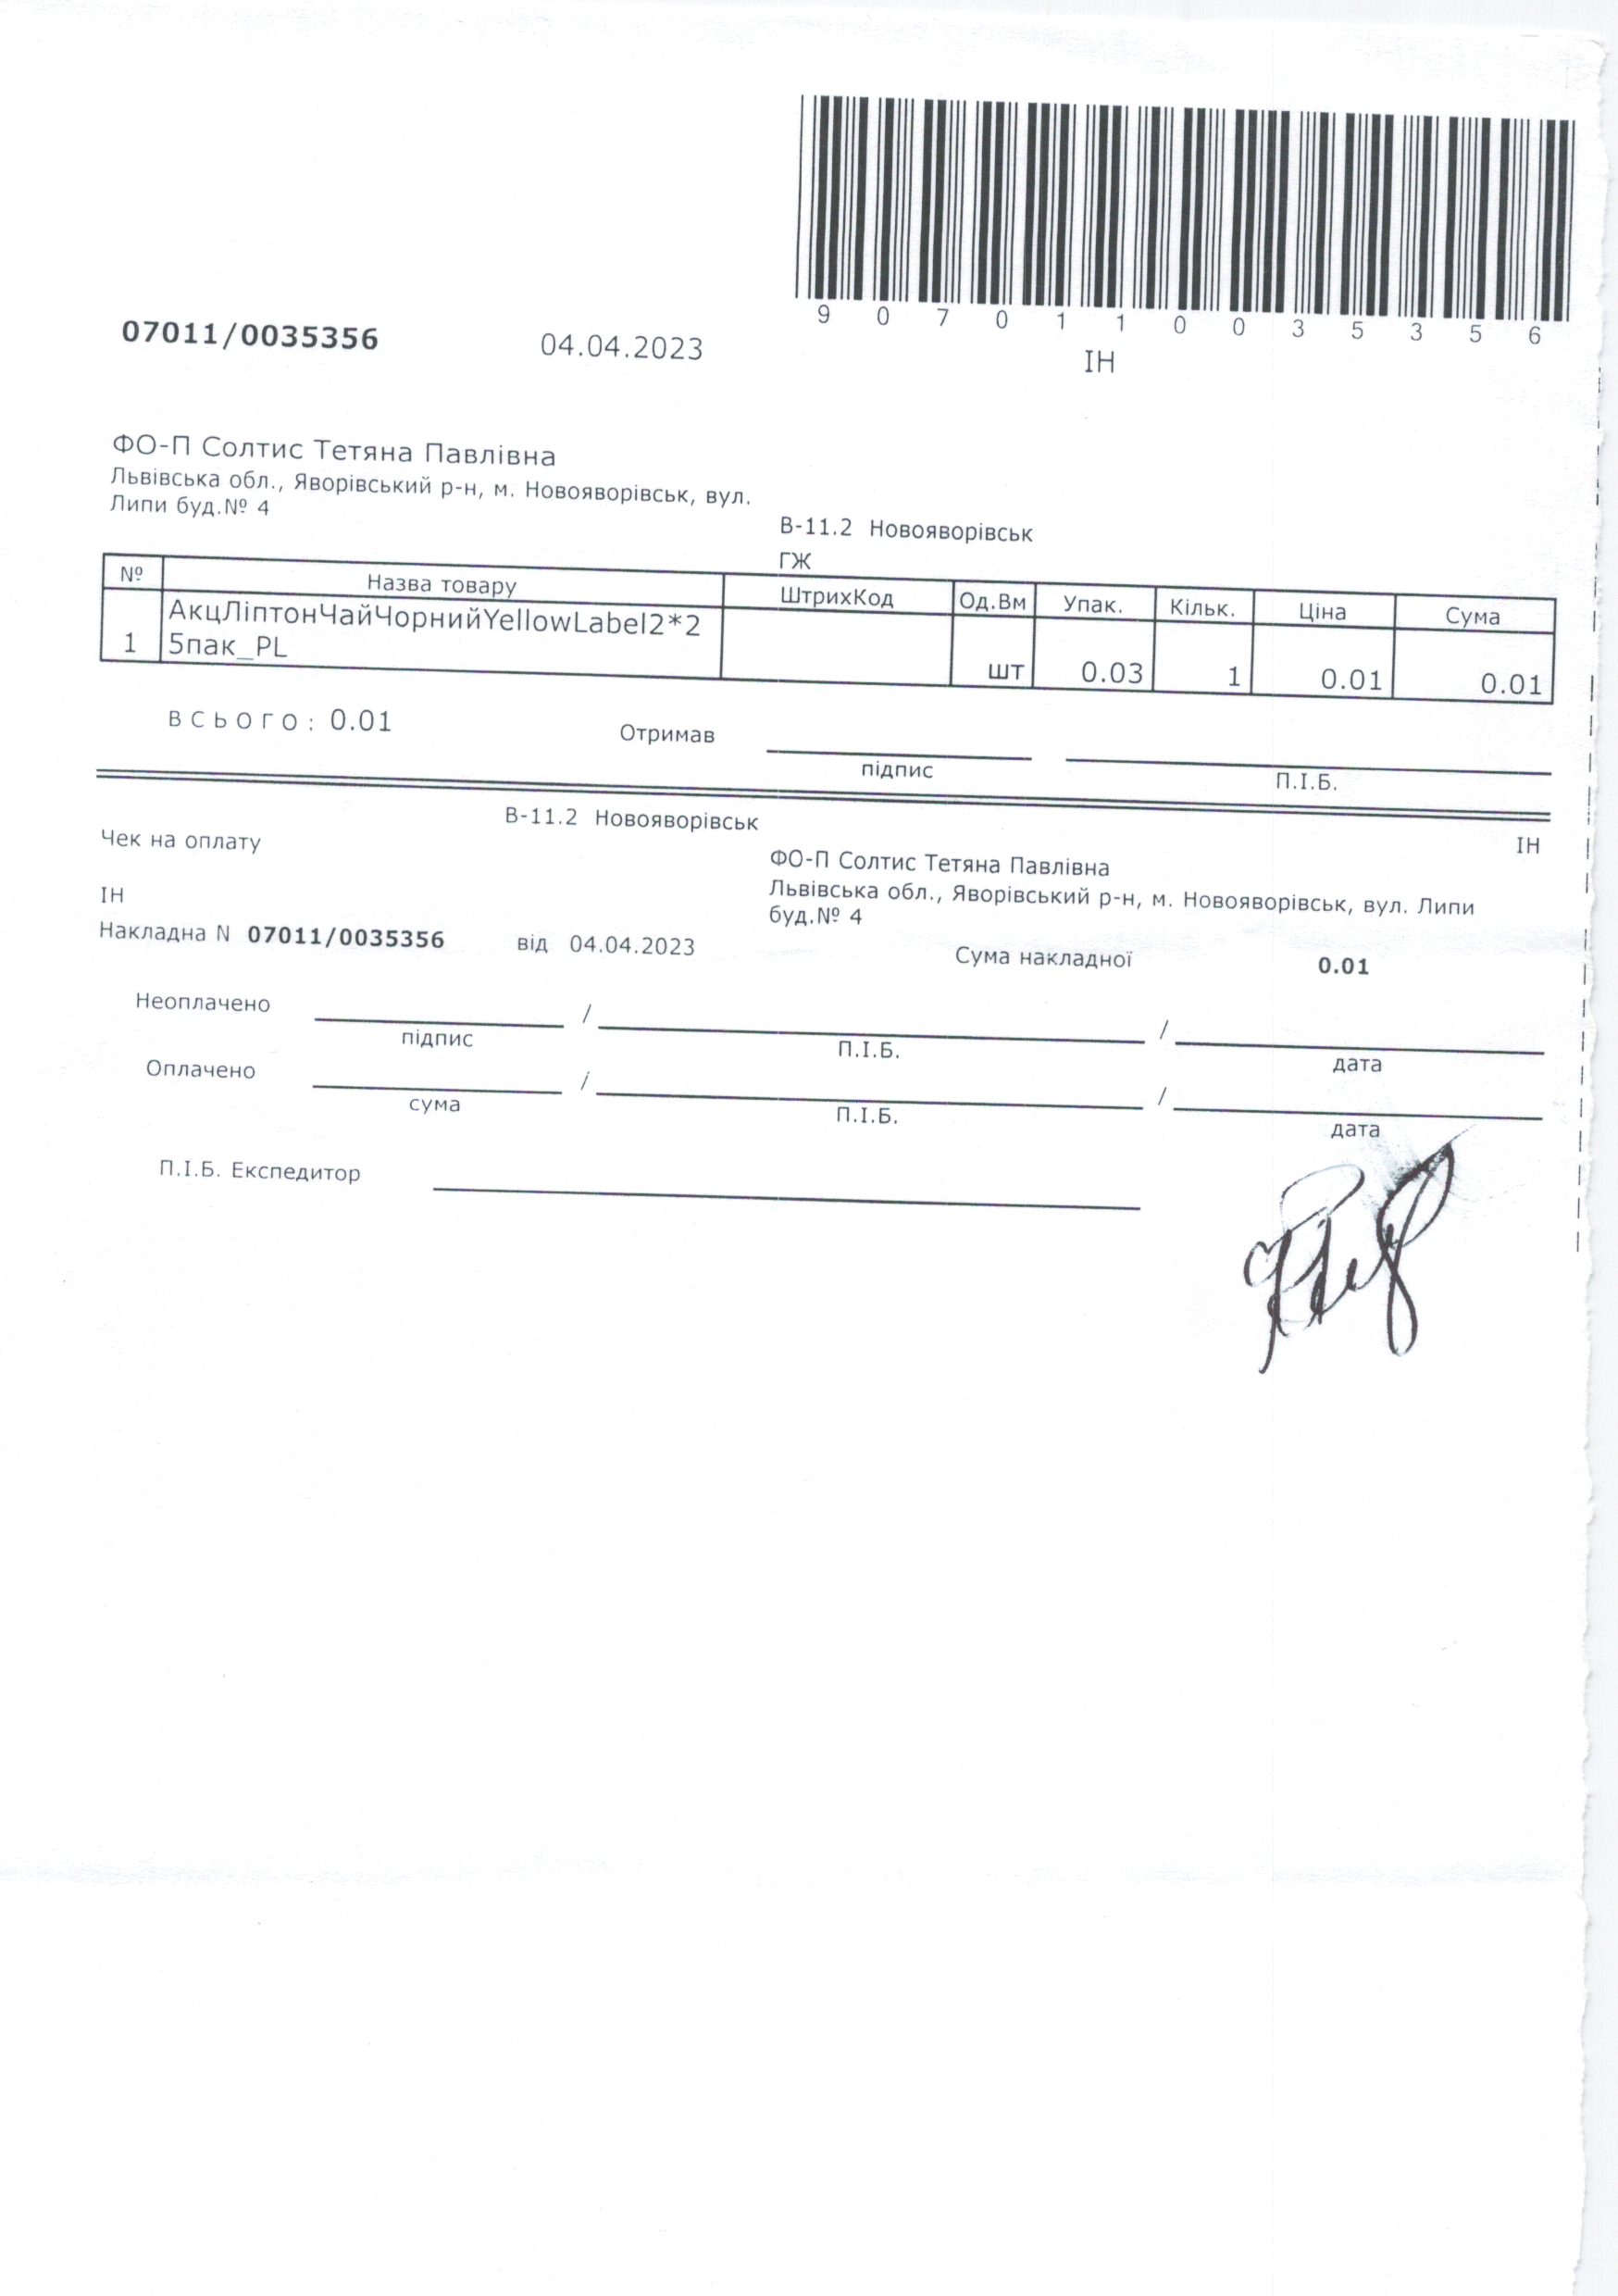 9 0 7 0 1 1 0 0 3 5 3 5 6
07011/0035356 04.04.2023 ІН
ФО-П Солтис Тетяна Павлівна
Львівська обл., Яворівський р-н, м. Новояворівськ, вул.
Липи буд.№ 4
В-11.2 Новояворівськ
ГЖ
№ Назва товару ШтрихКод Од.Вм Упак. Кільк. Ціна Сума
АкцЛіптонЧайЧорнийYellowLabel2*2
1 5пак_PL шт 0.03 1 0.01 0.01
ВСЬОГО: 0.01 Отримав
підпис П.І.Б.
В-11.2 Новояворівськ
Чек на оплату ІН
ФО-П Солтис Тетяна Павлівна
Львівська обл., Яворівський р-н, м. Новояворівськ, вул. Липи
буд.№ 4
ІН
Накладна N 07011/0035356 від 04.04.2023 Сума накладної 0.01
Неоплачено / /
підпис П.І.Б. дата
Оплачено / /
сума П.І.Б. дата
П.І.Б. Експедитор